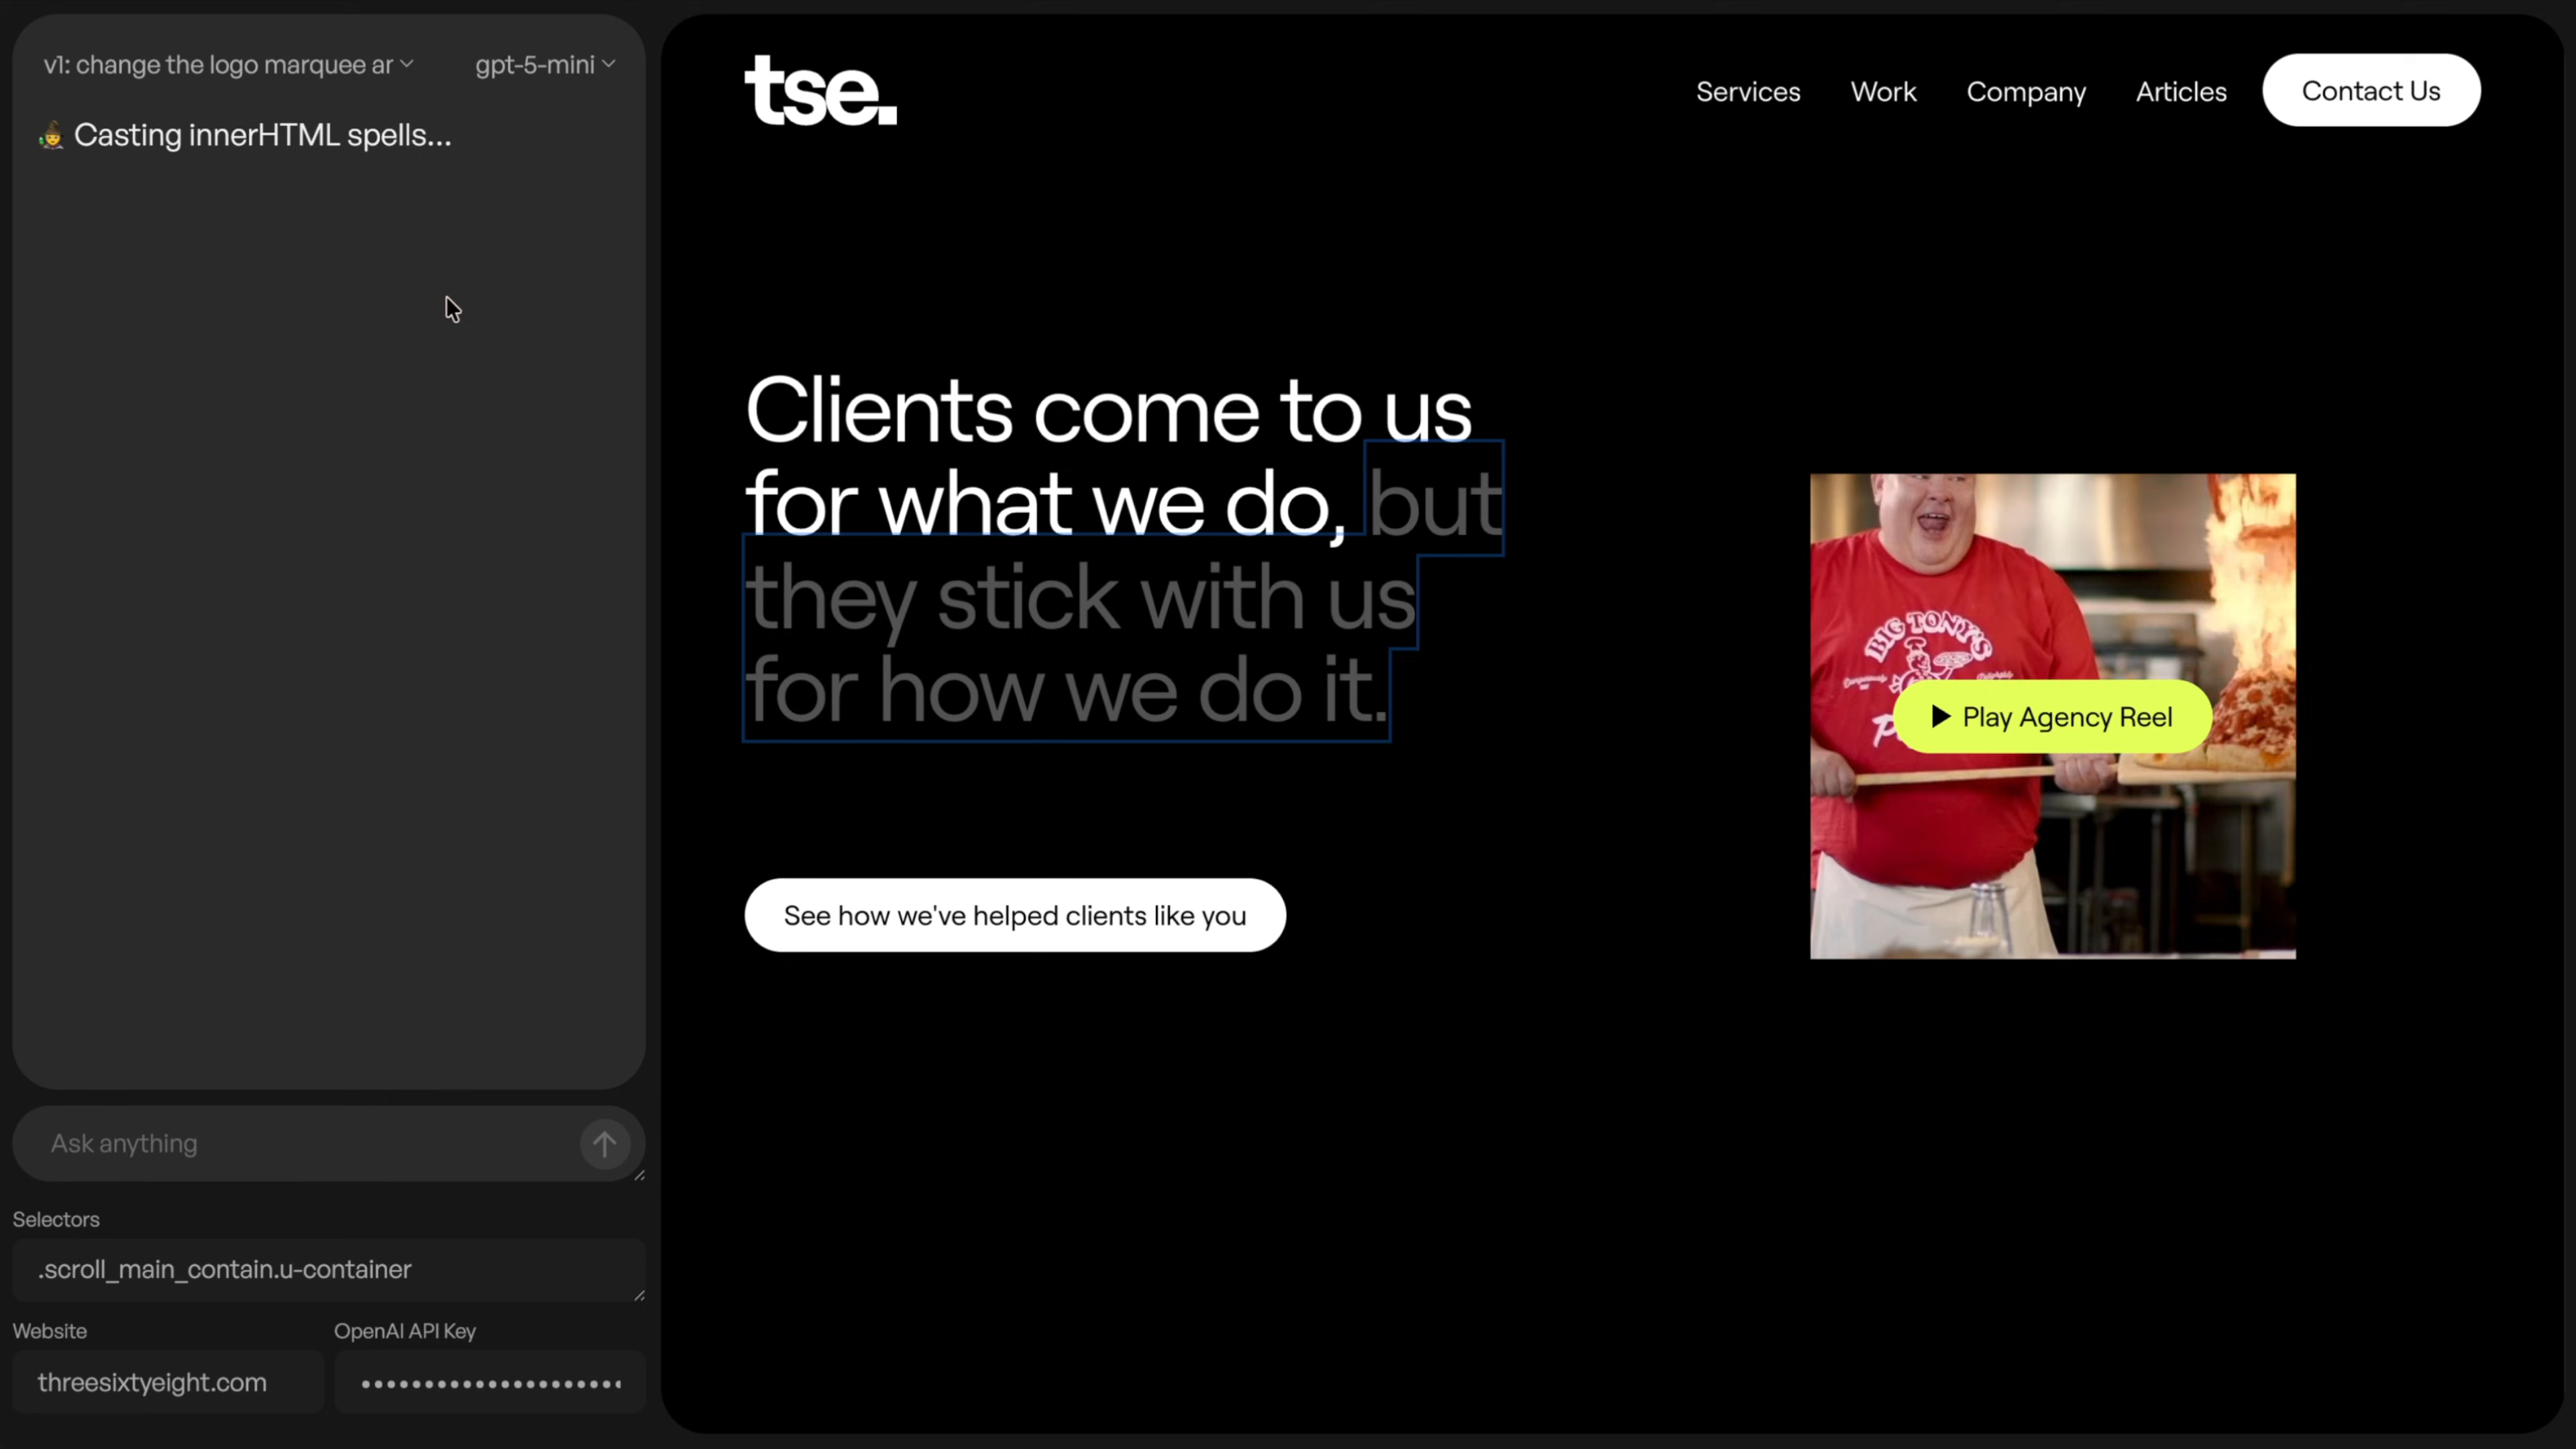 v1: change the logo marquee ar
gpt-5-mini
Casting innerHTML spells...
Ask anything
Selectors
.scroll_main_contain.u-container
Website
OpenAI API Key
threesixtyeight.com
tse.
Services
Work
Company
Articles
Contact Us
Clients come to us
for what we do, but
they stick with us
for how we do it.
See how we've helped clients like you
BIG TONY'S
Play Agency Reel